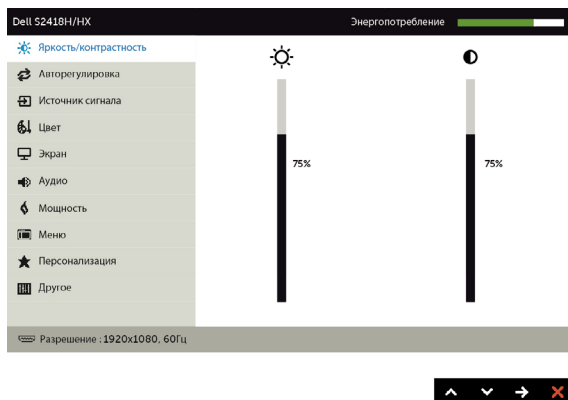 Dell S2418H/HX
Энергопотребление
Яркость/контрастность
Авторегулировка
Источник сигнала
Цвет
Экран
Аудио
Мощность
Меню
Персонализация
Другое
75%
75%
Разрешение : 1920x1080, 60Гц